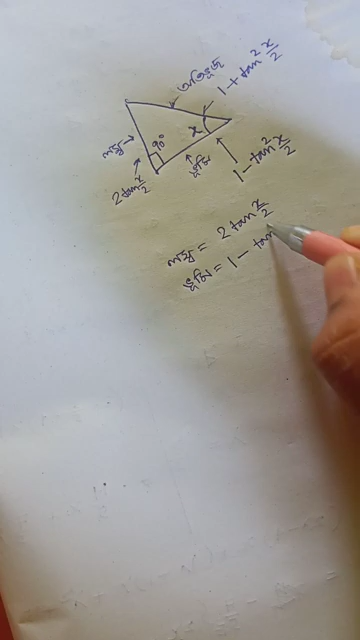 অতিভুজ
1 + tan² x/2
লম্ব
90°
x
ভূমি
2 tan x/2
1 - tan² x/2
লম্ব = 2 tan x/2
ভূমি = 1 - tan